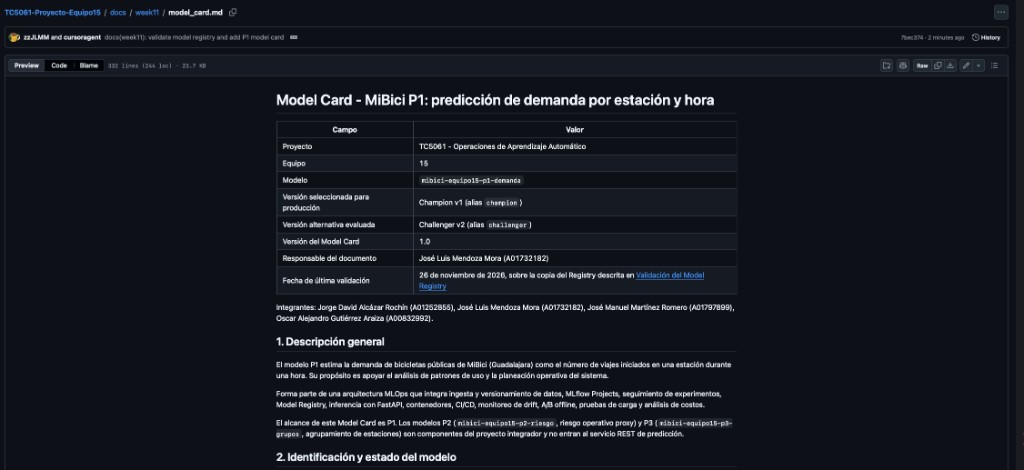 TC5061-Proyecto-Equipo15 / docs / week11 / model_card.md
zzJLMM and cursoragent docs(week11): validate model registry and add P1 model card
7bec374 · 2 minutes ago History
Preview Code Blame 332 lines (244 loc) · 23.7 KB
Raw
Model Card - MiBici P1: predicción de demanda por estación y hora
Campo Valor
Proyecto TC5061 - Operaciones de Aprendizaje Automático
Equipo 15
Modelo mibici-equipo15-p1-demanda
Versión seleccionada para
producción
Champion v1 (alias champion )
Versión alternativa evaluada Challenger v2 (alias challenger )
Versión del Model Card 1.0
Responsable del documento José Luis Mendoza Mora (A01732182)
Fecha de última validación
26 de noviembre de 2026, sobre la copia del Registry descrita en Validación del Model
Registry
Integrantes: Jorge David Alcázar Rochín (A01252855), José Luis Mendoza Mora (A01732182), José Manuel Martínez Romero (A01797899),
Oscar Alejandro Gutiérrez Araiza (A00832992).
1. Descripción general
El modelo P1 estima la demanda de bicicletas públicas de MiBici (Guadalajara) como el número de viajes iniciados en una estación durante
una hora. Su propósito es apoyar el análisis de patrones de uso y la planeación operativa del sistema.
Forma parte de una arquitectura MLOps que integra ingesta y versionamiento de datos, MLflow Projects, seguimiento de experimentos,
Model Registry, inferencia con FastAPI, contenedores, CI/CD, monitoreo de drift, A/B offline, pruebas de carga y análisis de costos.
El alcance de este Model Card es P1. Los modelos P2 ( mibici-equipo15-p2-riesgo , riesgo operativo proxy) y P3 ( mibici-equipo15-p3-
grupos , agrupamiento de estaciones) son componentes del proyecto integrador y no entran al servicio REST de predicción.
2. Identificación y estado del modelo